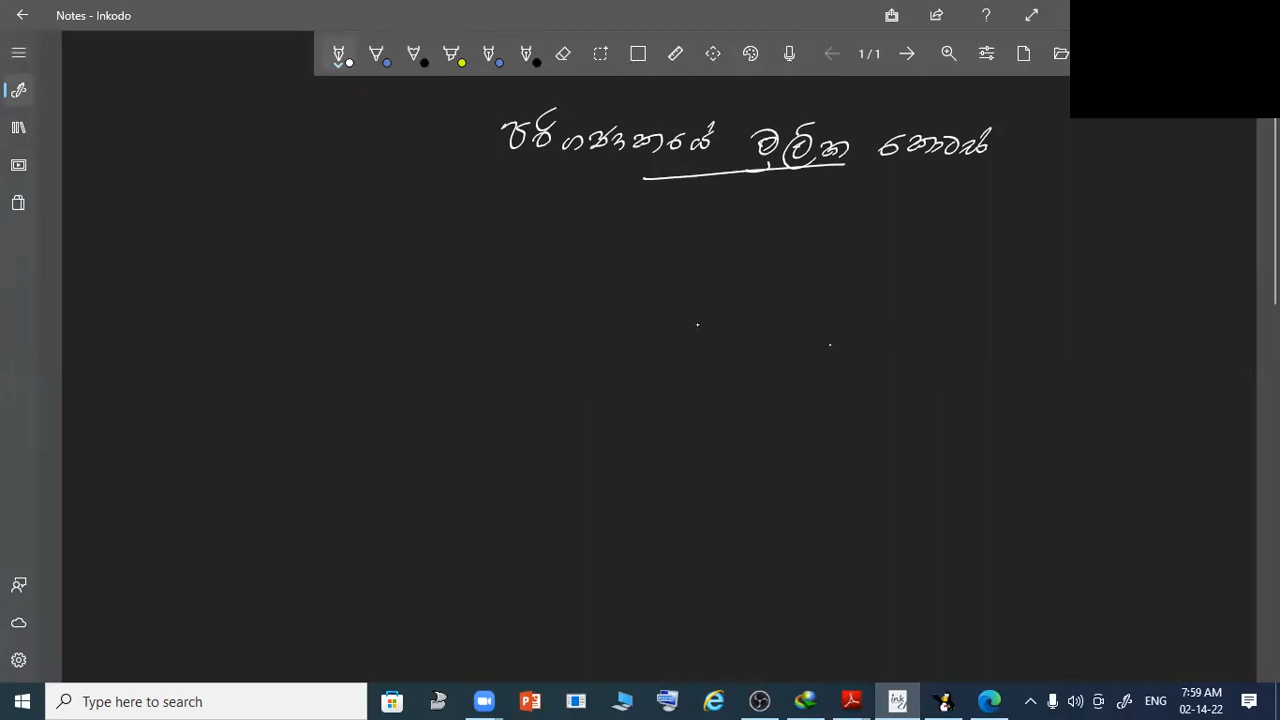 Notes - Inkodo
1/1
පරිගණකයේ මූලික කොටස්
Type here to search
ENG
7:59 AM
02-14-22